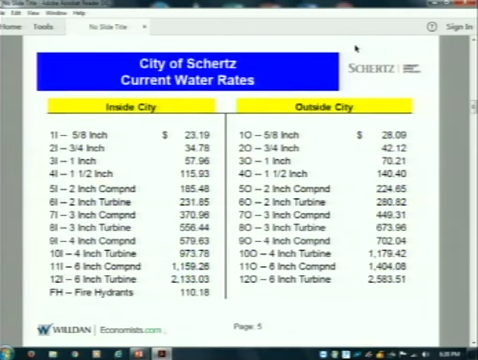 No Side Title
Home Tools
Sign In
City of Schertz
Current Water Rates
SCHERTZ
Inside City Outside City
1I – 5/8 Inch $ 23.19 1O – 5/8 Inch $ 28.09
2I – 3/4 Inch 34.78 2O – 3/4 Inch 42.12
3I – 1 Inch 57.96 3O – 1 Inch 70.21
4I – 1 1/2 Inch 115.93 4O – 1 1/2 Inch 140.40
5I – 2 Inch Compnd 185.48 5O – 2 Inch Compnd 224.65
6I – 2 Inch Turbine 231.85 6O – 2 Inch Turbine 280.82
7I – 3 Inch Compnd 370.96 7O – 3 Inch Compnd 449.31
8I – 3 Inch Turbine 556.44 8O – 3 Inch Turbine 673.96
9I – 4 Inch Compnd 579.63 9O – 4 Inch Compnd 702.04
10I – 4 Inch Turbine 973.78 10O – 4 Inch Turbine 1,179.42
11I – 6 Inch Compnd 1,159.26 11O – 6 Inch Compnd 1,404.08
12I – 6 Inch Turbine 2,133.03 12O – 6 Inch Turbine 2,583.51
FH – Fire Hydrants 110.18
WILLDAN | Economists.com
Page: 5
6:20 PM